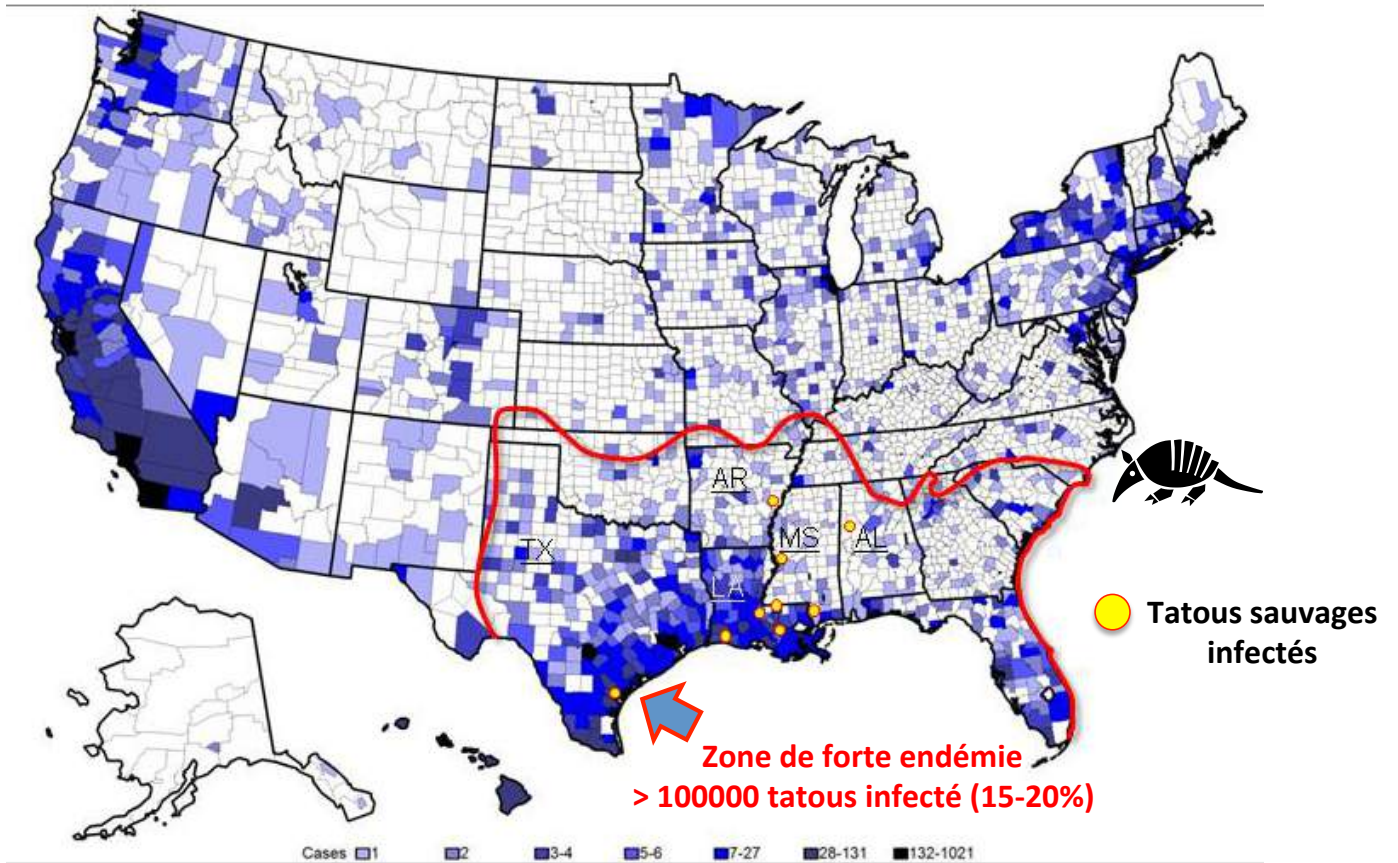 AR
MS
AL
TX
LA
Tatous sauvages
infectés
Zone de forte endémie
> 100000 tatous infecté (15-20%)
Cases 1 2 3-4 5-6 7-27 28-131 132-1021